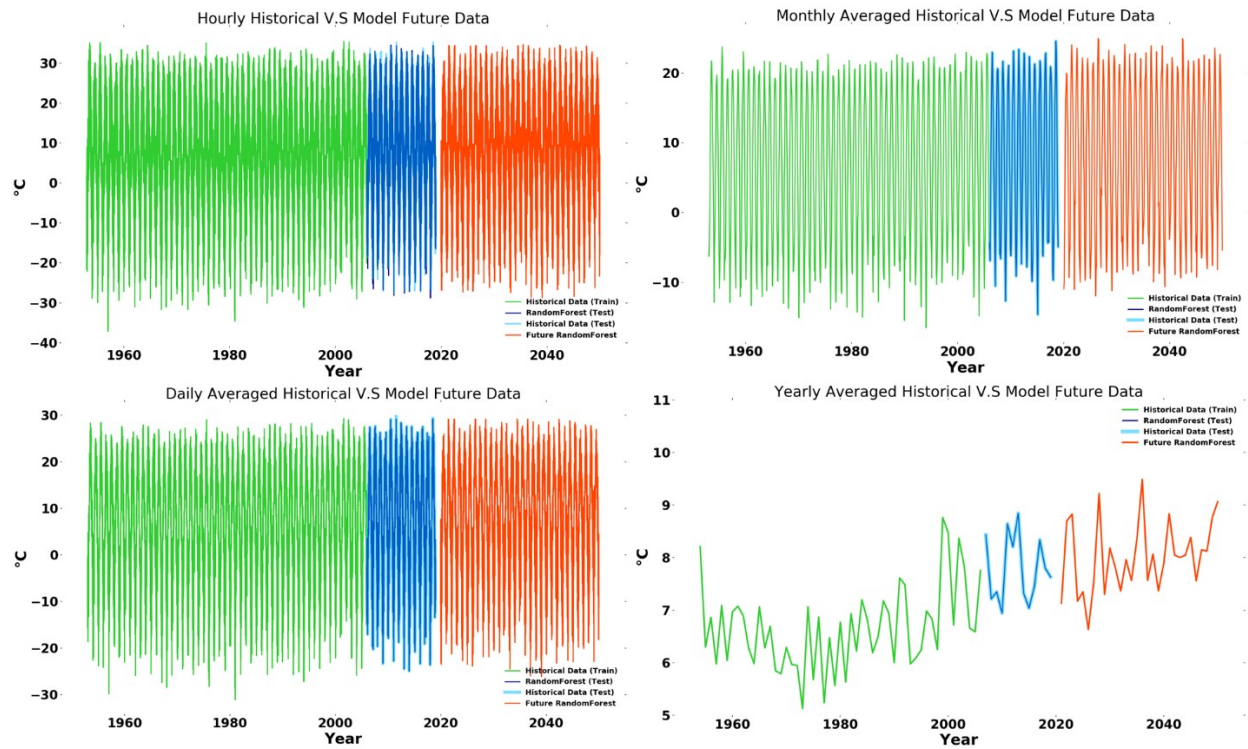 Hourly Historical V.S Model Future Data
30
20
10
0
−10
−20
−30
−40
°C
1960 1980 2000 2020 2040
Year
Historical Data (Train)
RandomForest (Test)
Historical Data (Test)
Future RandomForest
Monthly Averaged Historical V.S Model Future Data
20
10
0
−10
°C
1960 1980 2000 2020 2040
Year
Historical Data (Train)
RandomForest (Test)
Historical Data (Test)
Future RandomForest
Daily Averaged Historical V.S Model Future Data
30
20
10
0
−10
−20
−30
°C
1960 1980 2000 2020 2040
Year
Historical Data (Train)
RandomForest (Test)
Historical Data (Test)
Future RandomForest
Yearly Averaged Historical V.S Model Future Data
11
10
9
8
7
6
5
°C
1960 1980 2000 2020 2040
Year
Historical Data (Train)
RandomForest (Test)
Historical Data (Test)
Future RandomForest